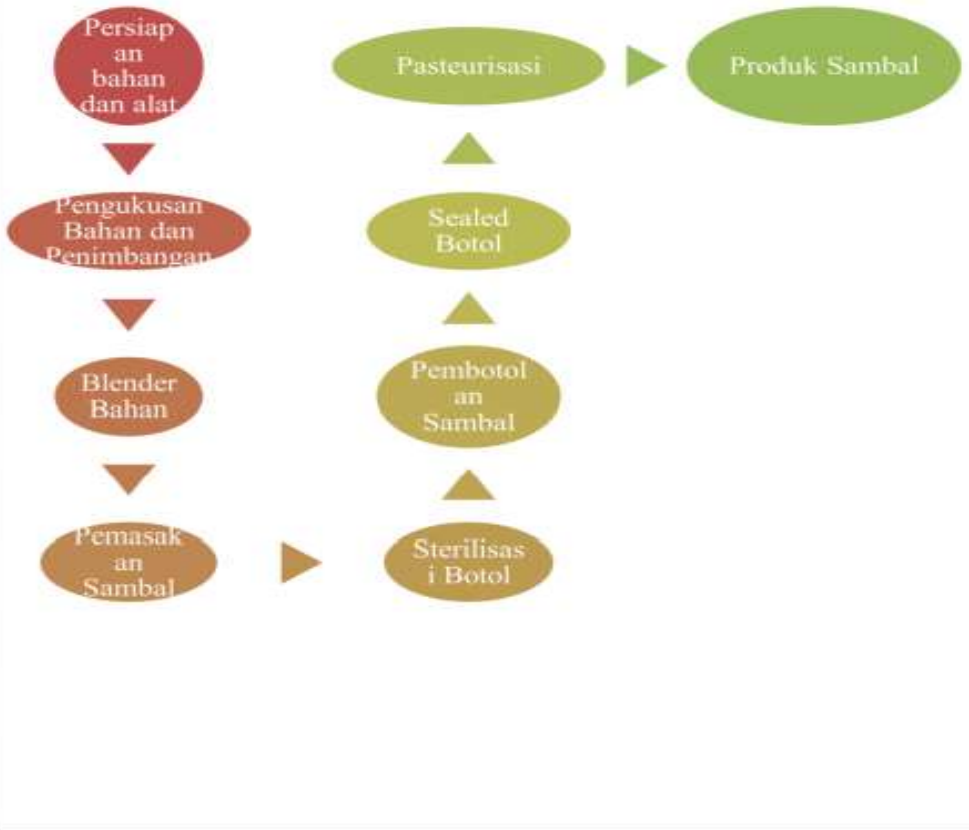 Persiap
an
bahan
dan alat
Pengukusan
Bahan dan
Penimbangan
Blender
Bahan
Pemasak
an
Sambal
Sterilisas
i Botol
Pembotol
an
Sambal
Sealed
Botol
Pasteurisasi
Produk Sambal